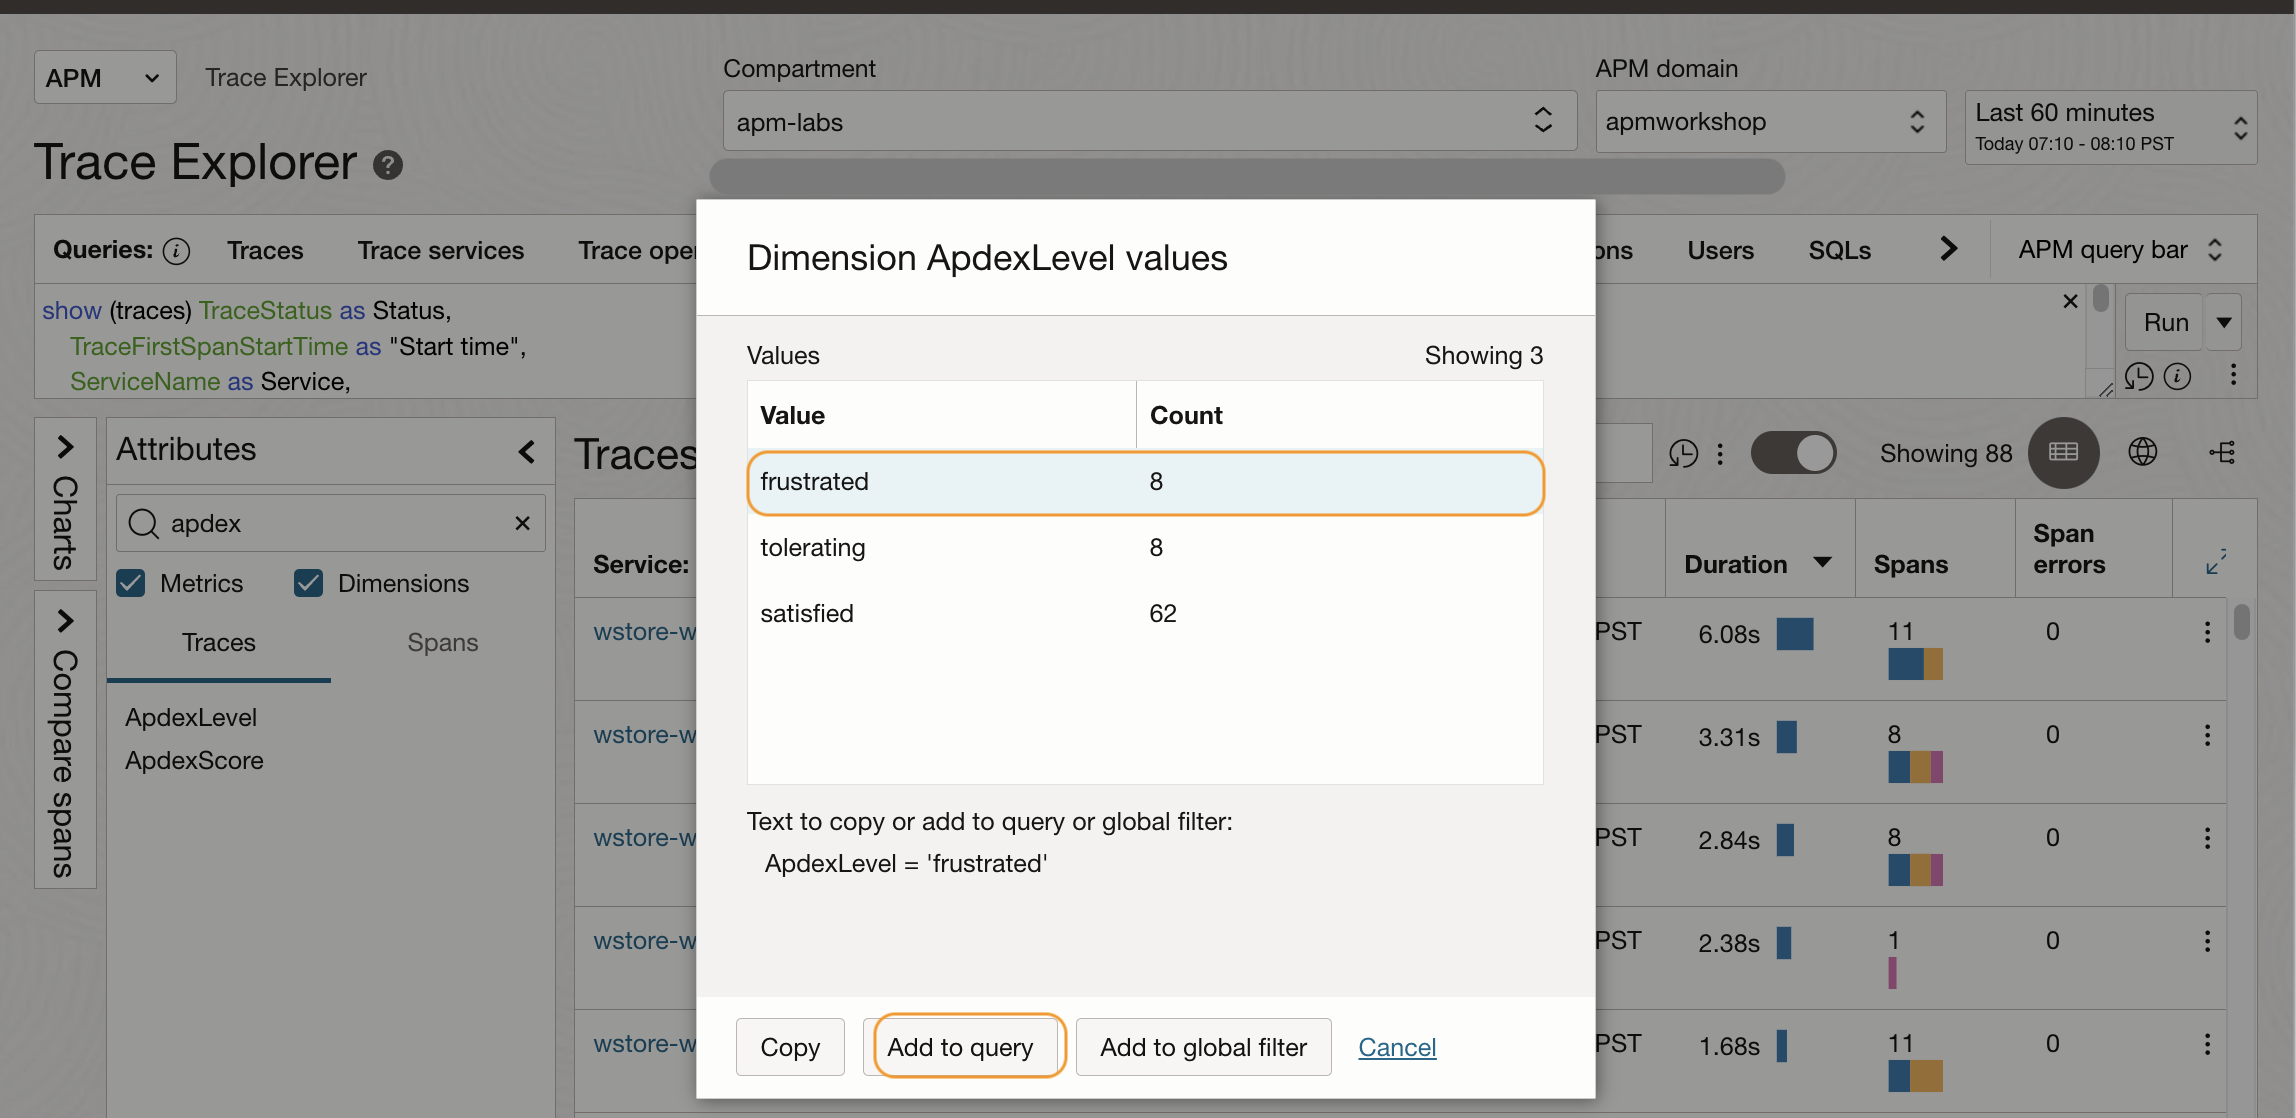 APM
Trace Explorer
Compartment
apm-labs
APM domain
apmworkshop
Last 60 minutes
Today 07:10 - 08:10 PST
Trace Explorer ?
Queries: i Traces Trace services Trace oper
ons Users SQLs APM query bar
show (traces) TraceStatus as Status,
TraceFirstSpanStartTime as "Start time",
ServiceName as Service,
Run
Charts
Compare spans
Attributes
apdex
Metrics Dimensions
Traces Spans
ApdexLevel
ApdexScore
Traces
Showing 88
Service:
Duration Spans Span errors
wstore-w PST 6.08s 11 0
wstore-w PST 3.31s 8 0
wstore-w PST 2.84s 8 0
wstore-w PST 2.38s 1 0
wstore-w PST 1.68s 11 0
Dimension ApdexLevel values
Values Showing 3
Value Count
frustrated 8
tolerating 8
satisfied 62
Text to copy or add to query or global filter:
ApdexLevel = 'frustrated'
Copy Add to query Add to global filter Cancel